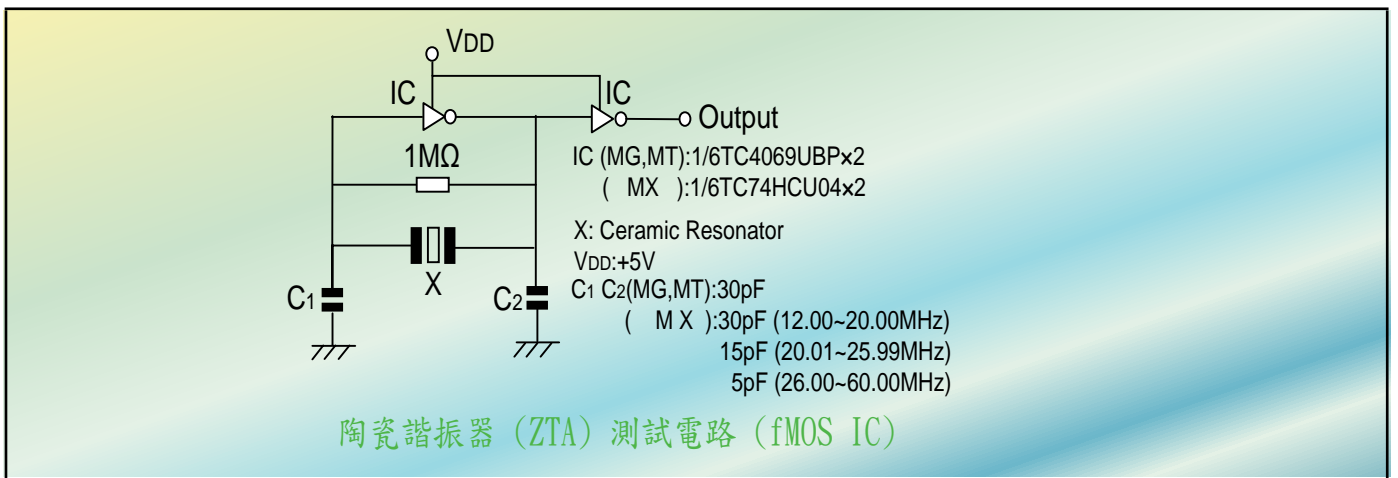 VDD
IC
IC
Output
1MΩ
IC (MG,MT):1/6TC4069UBP×2
( MX ):1/6TC74HCU04×2
X: Ceramic Resonator
X
VDD:+5V
C1
C2
C1 C2(MG,MT):30pF
( M X ):30pF (12.00~20.00MHz)
15pF (20.01~25.99MHz)
5pF (26.00~60.00MHz)
陶瓷諧振器 (ZTA) 測試電路 (fMOS IC)